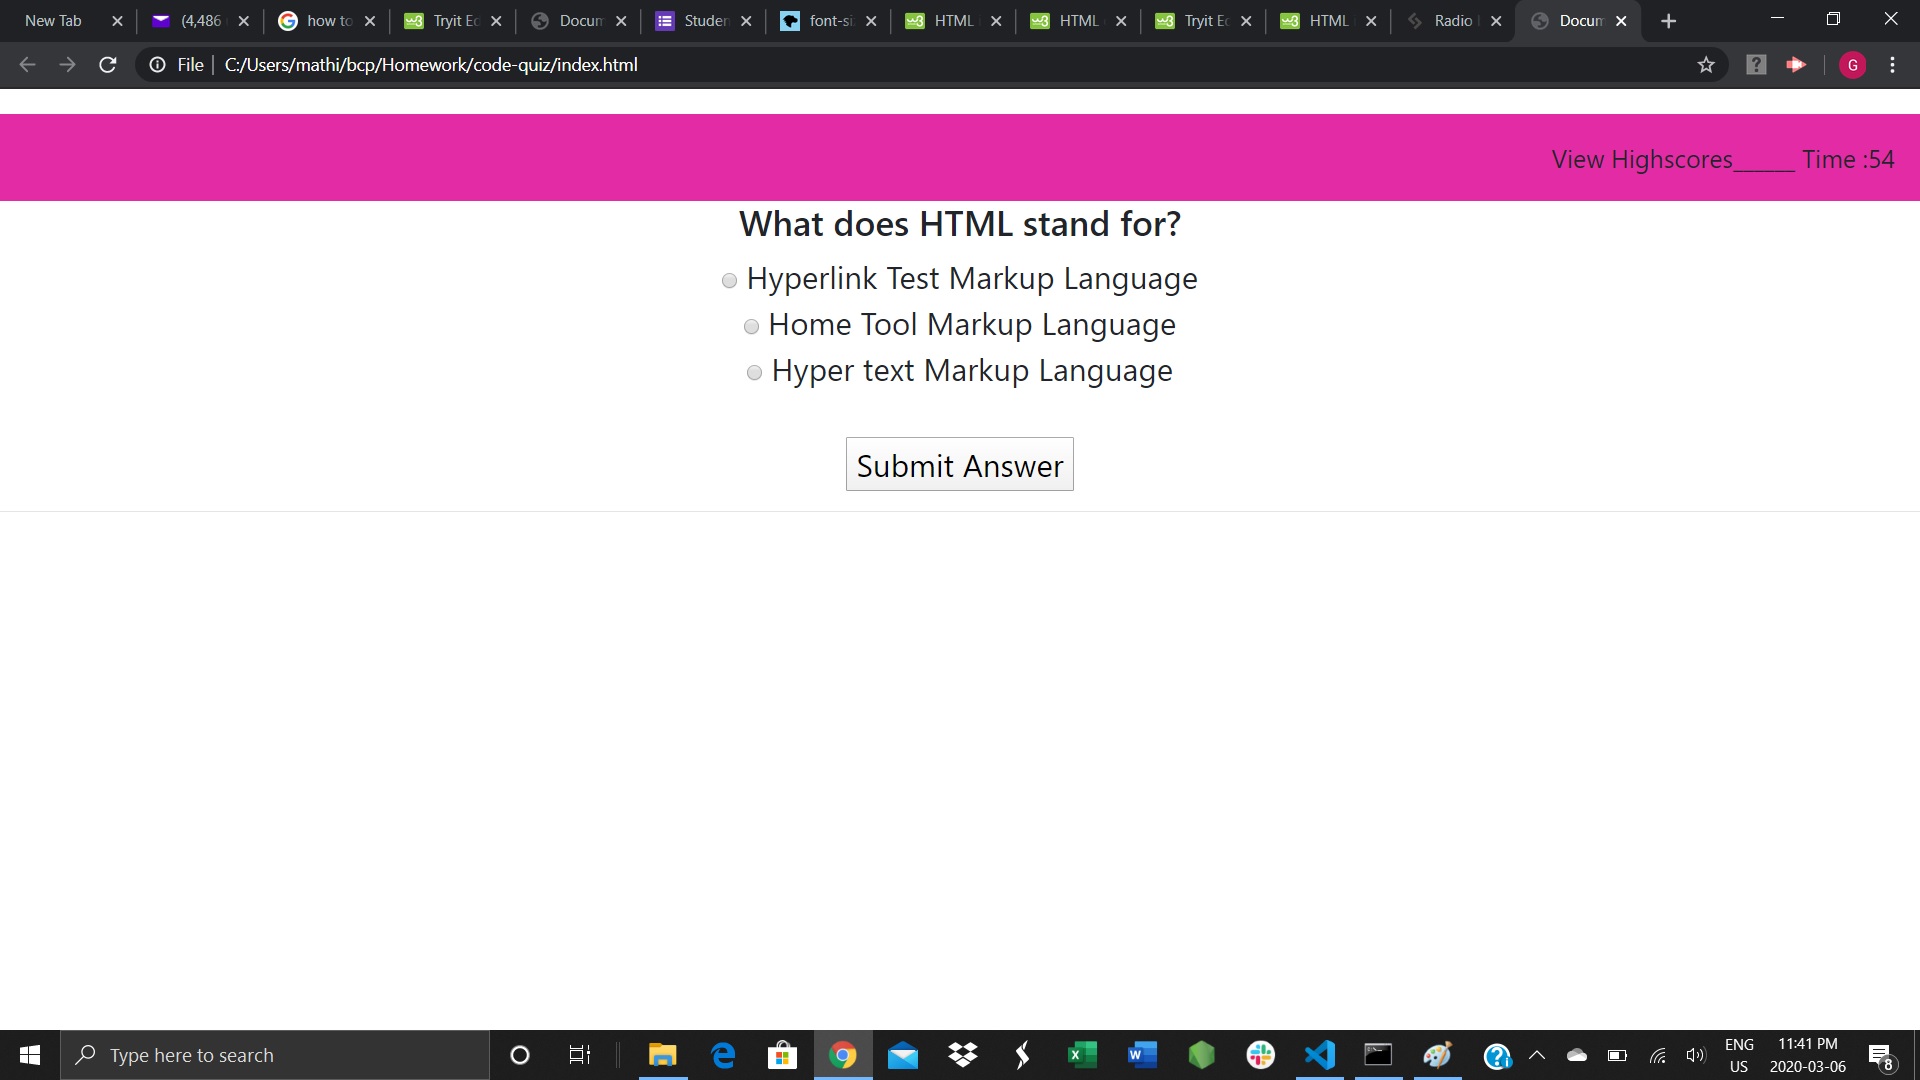 New Tab (4,486 how to Tryit Ed Docum Studen font-si HTML HTML Tryit Ec HTML Radio Docum
File C:/Users/mathi/bcp/Homework/code-quiz/index.html G
View Highscores______ Time :54
What does HTML stand for?
Hyperlink Test Markup Language
Home Tool Markup Language
Hyper text Markup Language
Submit Answer
Type here to search
ENG
US
11:41 PM
2020-03-06
8